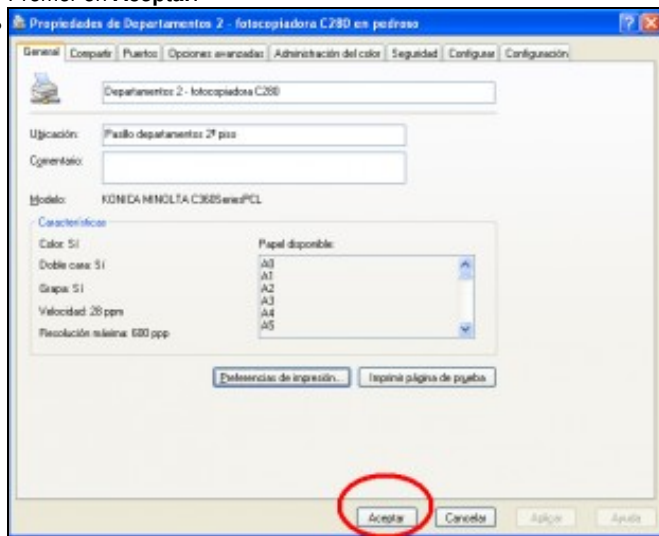 Premer en Aceptar.
Propiedades de Departamentos 2 - fotocopiadora C280 en pedroso
General Compartir Puertos Opciones avanzadas Administración del color Seguridad Configurar Configuración
Departamentos 2 - fotocopiadora C280
Ubicación: Pasillo departamentos 2º piso
Comentario:
Modelo: KONICA MINOLTA C360SeriesPCL
Características
Color: Sí Papel disponible:
Doble cara: Sí A0
A1
Grapa: Sí A2
A3
Velocidad: 28 ppm A4
Resolución máxima: 600 ppp A5
Preferencias de impresión... Imprimir página de prueba
Aceptar Cancelar Aplicar Ayuda